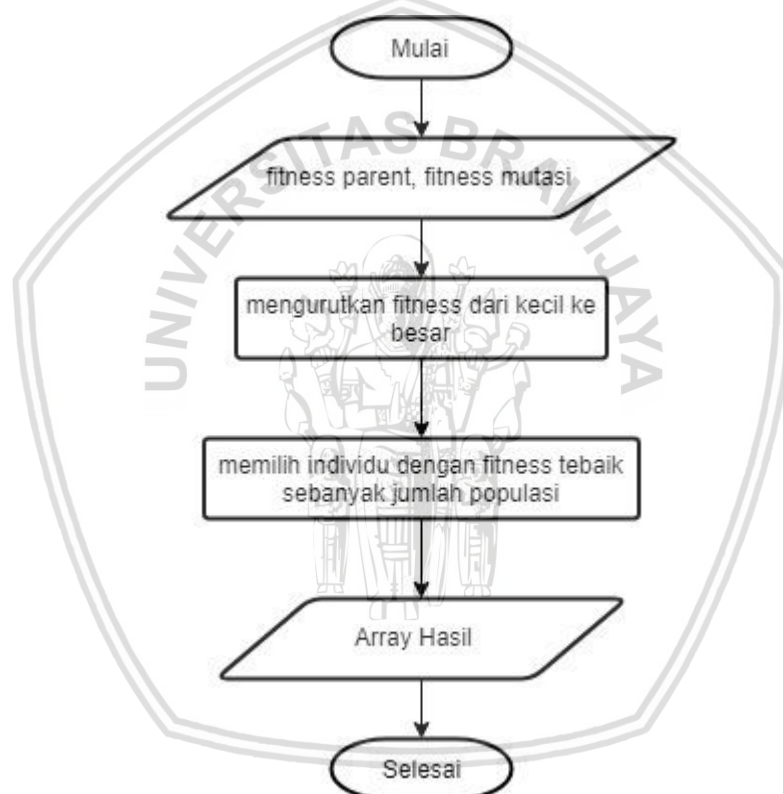 Mulai
UNIVERSITAS BRAWIJAYA
fitness parent, fitness mutasi
mengurutkan fitness dari kecil ke
besar
memilih individu dengan fitness tebaik
sebanyak jumlah populasi
Array Hasil
Selesai